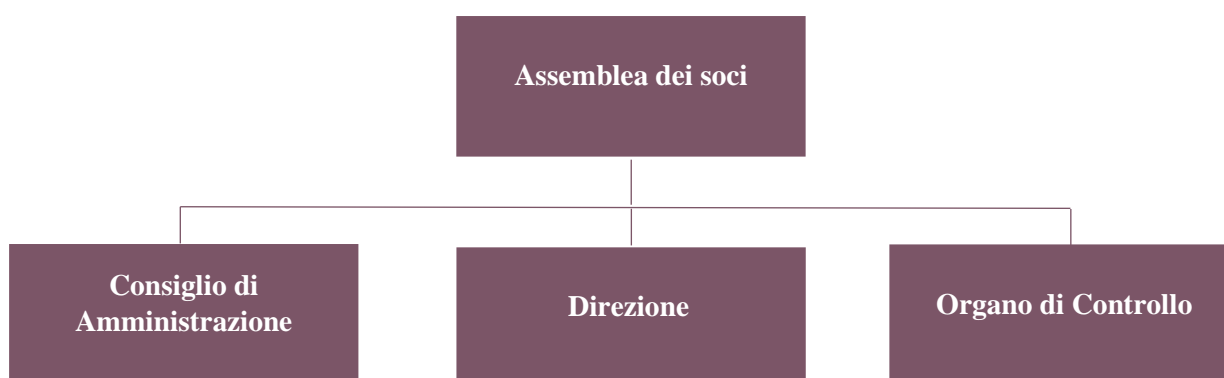 Assemblea dei soci
Consiglio di
Amministrazione
Direzione
Organo di Controllo